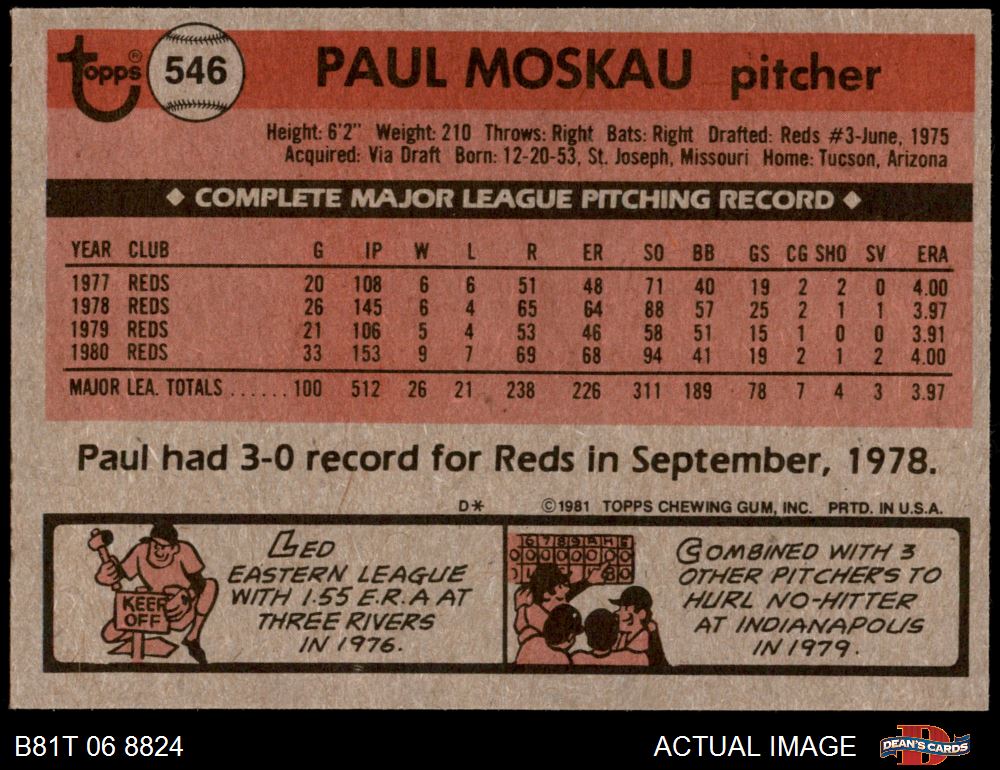 Topps®
546
PAUL MOSKAU pitcher
Height: 6'2" Weight: 210 Throws: Right Bats: Right Drafted: Reds #3-June, 1975
Acquired: Via Draft Born: 12-20-53, St. Joseph, Missouri Home: Tucson, Arizona
◆ COMPLETE MAJOR LEAGUE PITCHING RECORD ◆
YEAR CLUB G IP W L R ER SO BB GS CG SHO SV ERA
1977 REDS 20 108 6 6 51 48 71 40 19 2 2 0 4.00
1978 REDS 26 145 6 4 65 64 88 57 25 2 1 1 3.97
1979 REDS 21 106 5 4 53 46 58 51 15 1 0 0 3.91
1980 REDS 33 153 9 7 69 68 94 41 19 2 1 2 4.00
MAJOR LEA. TOTALS ...... 100 512 26 21 238 226 311 189 78 7 4 3 3.97
Paul had 3-0 record for Reds in September, 1978.
D* ©1981 TOPPS CHEWING GUM, INC. PRTD. IN U.S.A.
KEEP
OFF
LED
EASTERN LEAGUE
WITH 1.55 E.R.A AT
THREE RIVERS
IN 1976.
6 7 8 9 R H E
COMBINED WITH 3
OTHER PITCHERS TO
HURL NO-HITTER
AT INDIANAPOLIS
IN 1979.
B81T 06 8824 ACTUAL IMAGE
D
DEAN'S CARDS